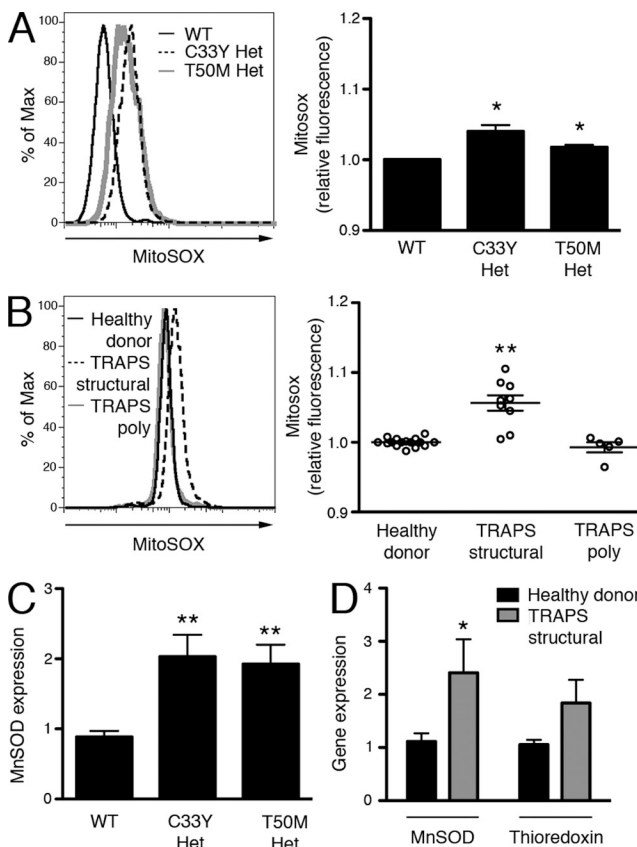 A
WT
C33Y Het
T50M Het
% of Max
100
80
60
40
20
0
MitoSOX
Mitosox
(relative fluorescence)
1.2
1.1
1.0
0.9
*
*
WT
C33Y
Het
T50M
Het
B
Healthy
donor
TRAPS
structural
TRAPS
poly
% of Max
100
80
60
40
20
0
MitoSOX
Mitosox
(relative fluorescence)
1.2
1.1
1.0
0.9
**
Healthy
donor
TRAPS
structural
TRAPS
poly
C
MnSOD expression
3
2
1
0
**
**
WT
C33Y
Het
T50M
Het
D
Healthy donor
TRAPS
structural
Gene expression
4
3
2
1
0
*
MnSOD
Thioredoxin